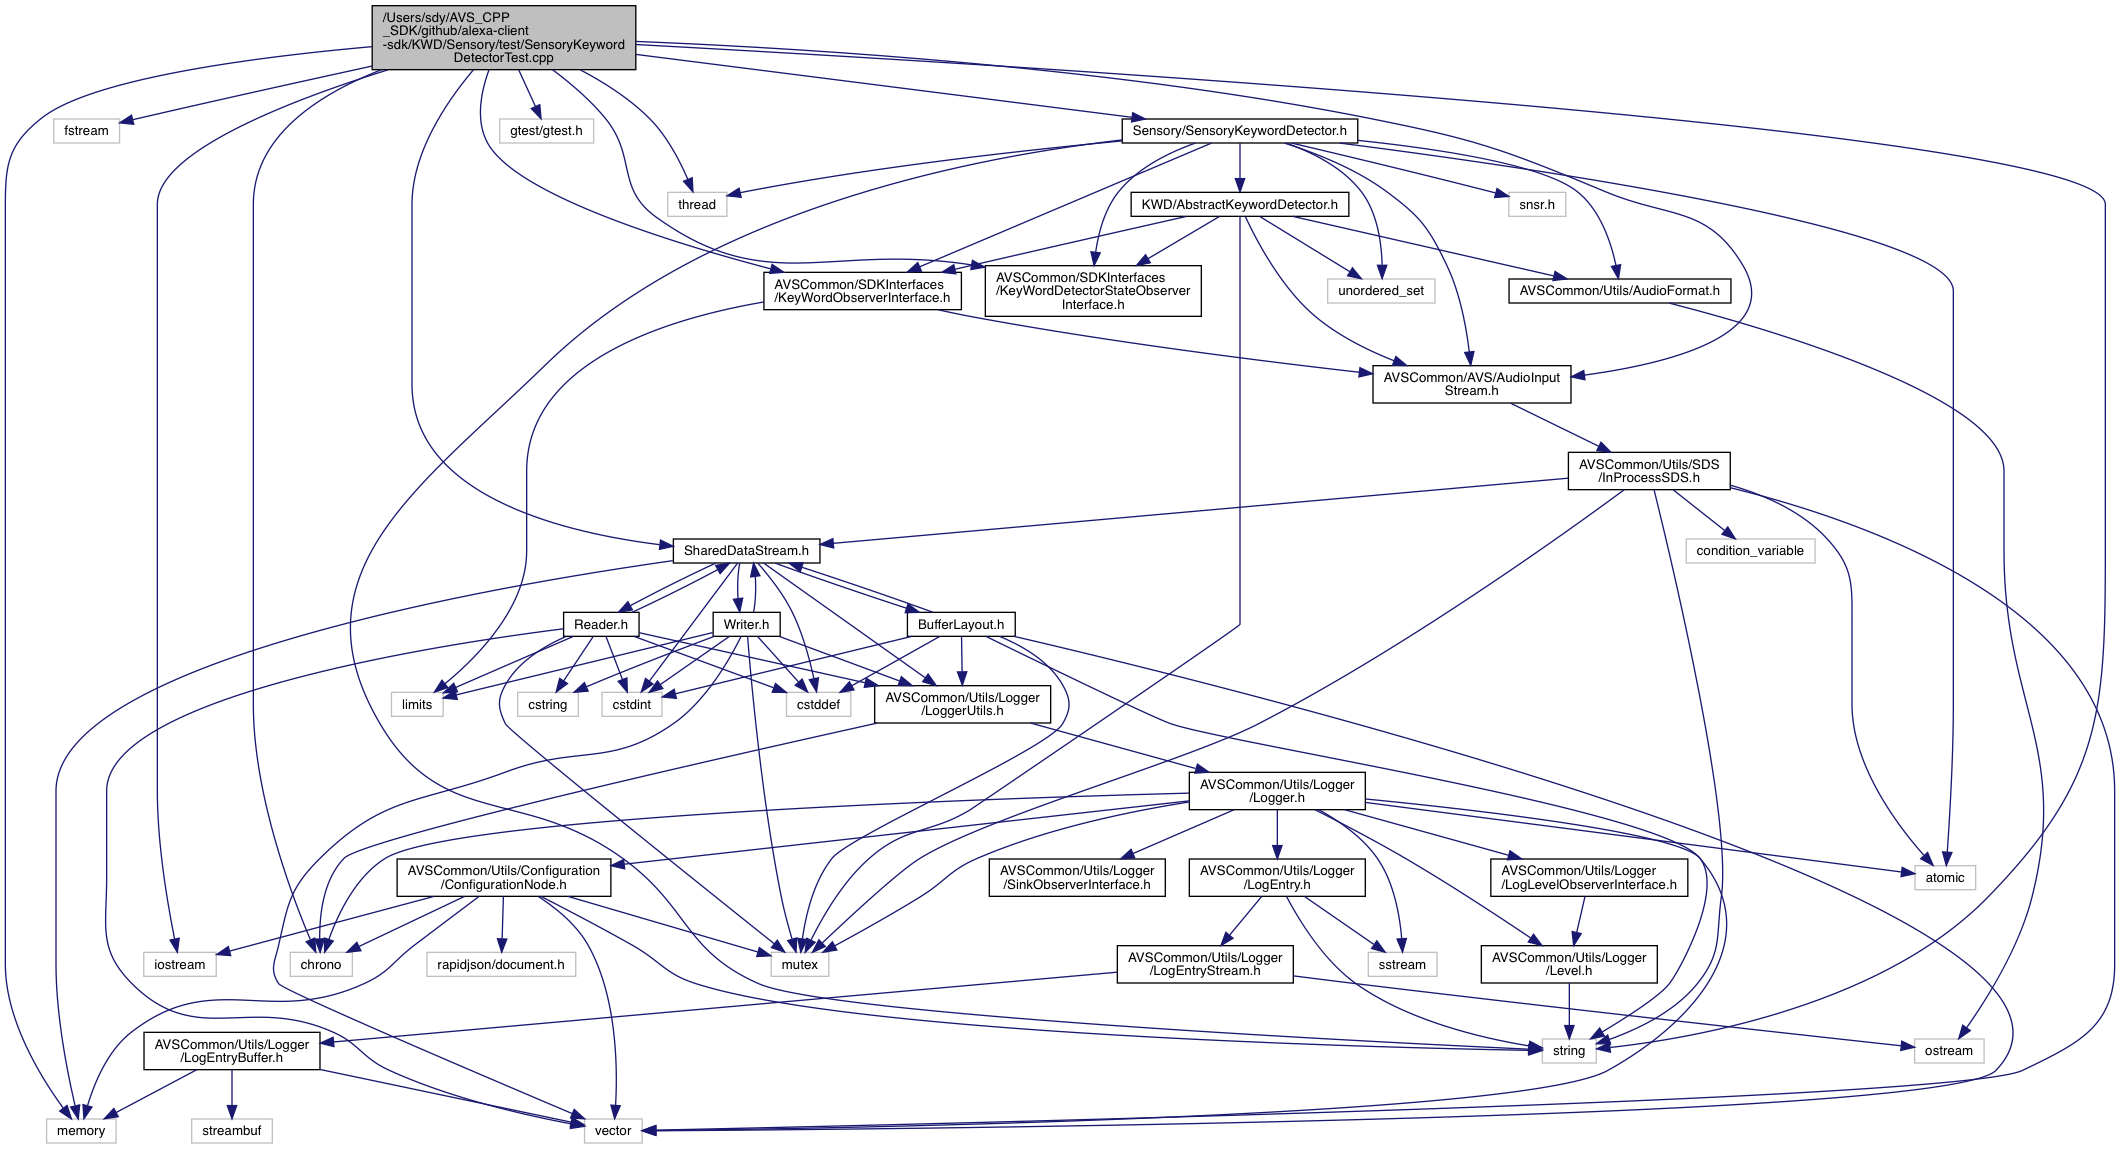 /Users/sdy/AVS_CPP
_SDK/github/alexa-client
-sdk/KWD/Sensory/test/SensoryKeyword
DetectorTest.cpp
fstream
gtest/gtest.h
Sensory/SensoryKeywordDetector.h
thread
KWD/AbstractKeywordDetector.h
snsr.h
AVSCommon/SDKInterfaces
/KeyWordObserverInterface.h
AVSCommon/SDKInterfaces
/KeyWordDetectorStateObserver
Interface.h
unordered_set
AVSCommon/Utils/AudioFormat.h
AVSCommon/AVS/AudioInput
Stream.h
AVSCommon/Utils/SDS
/InProcessSDS.h
SharedDataStream.h
condition_variable
Reader.h
Writer.h
BufferLayout.h
limits
cstring
cstdint
cstddef
AVSCommon/Utils/Logger
/LoggerUtils.h
AVSCommon/Utils/Logger
/Logger.h
AVSCommon/Utils/Configuration
/ConfigurationNode.h
AVSCommon/Utils/Logger
/SinkObserverInterface.h
AVSCommon/Utils/Logger
/LogEntry.h
AVSCommon/Utils/Logger
/LogLevelObserverInterface.h
atomic
iostream
chrono
rapidjson/document.h
mutex
AVSCommon/Utils/Logger
/LogEntryStream.h
sstream
AVSCommon/Utils/Logger
/Level.h
AVSCommon/Utils/Logger
/LogEntryBuffer.h
string
ostream
memory
streambuf
vector